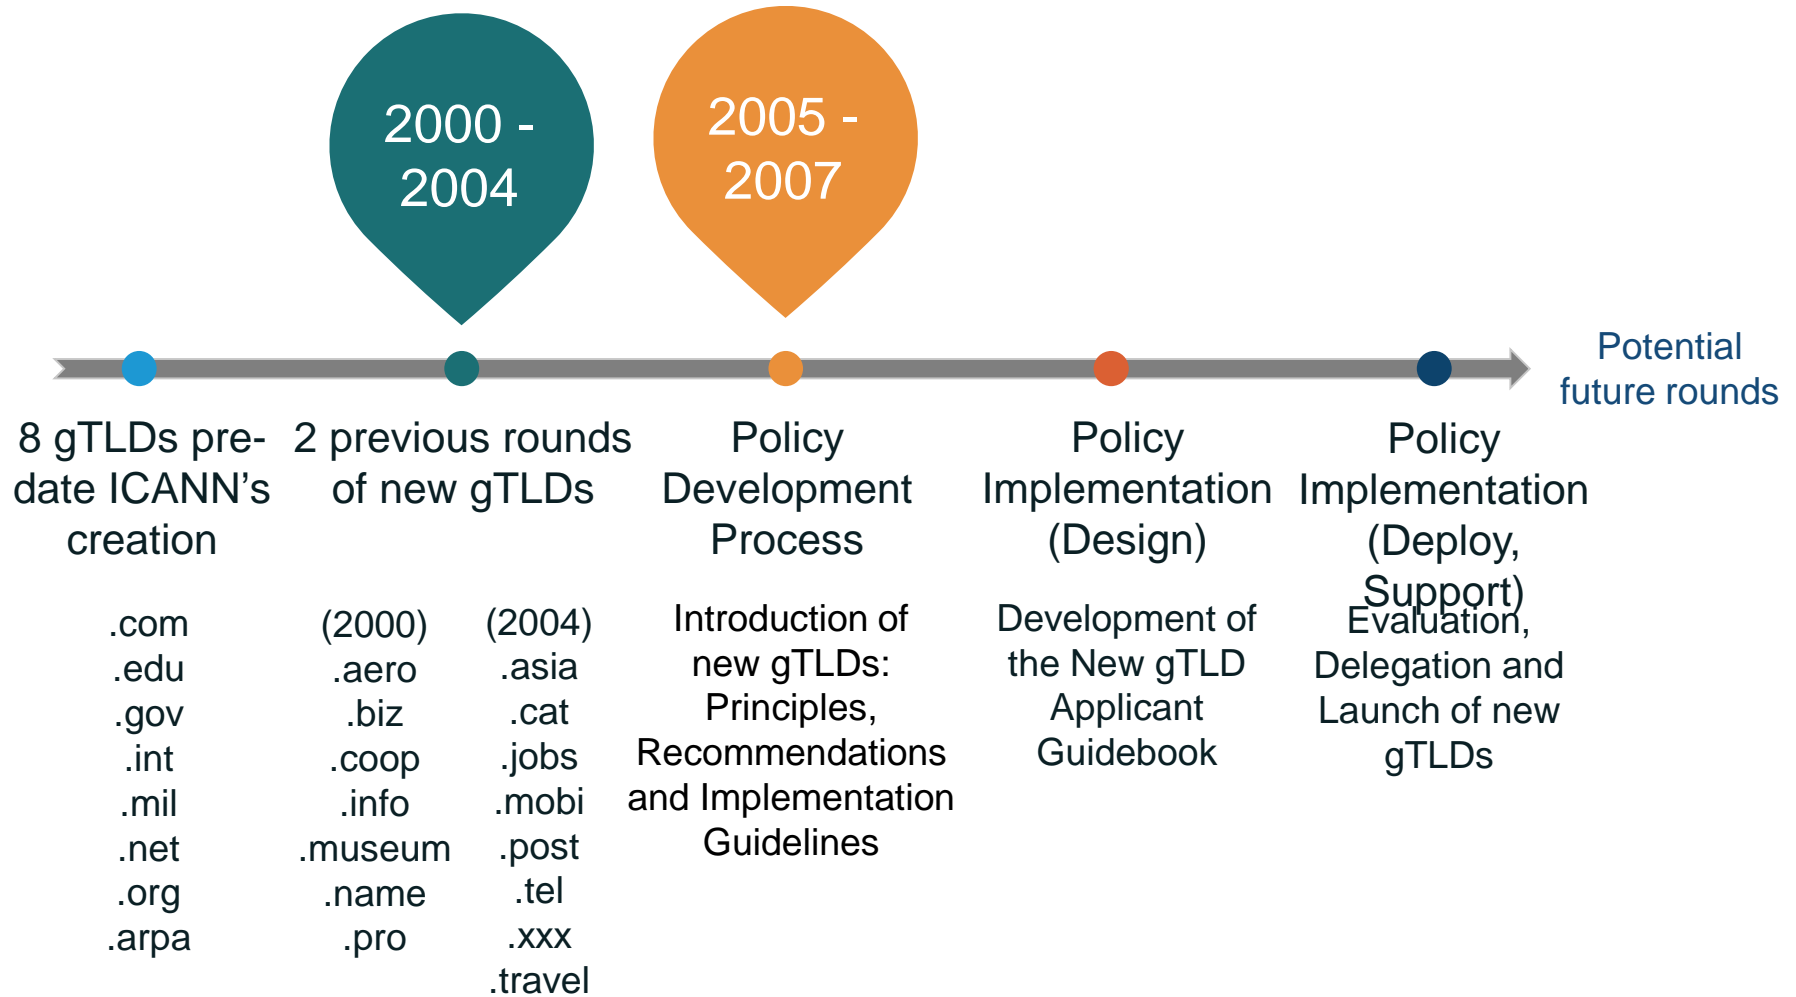 2000 -
2004
2005 -
2007
Potential
future rounds
8 gTLDs pre-
date ICANN’s
creation
2 previous rounds
of new gTLDs
Policy
Development
Process
Policy
Implementation
(Design)
Policy
Implementation
(Deploy,
Support)
.com
.edu
.gov
.int
.mil
.net
.org
.arpa
(2000)
.aero
.biz
.coop
.info
.museum
.name
.pro
(2004)
.asia
.cat
.jobs
.mobi
.post
.tel
.xxx
.travel
Introduction of
new gTLDs:
Principles,
Recommendations
and Implementation
Guidelines
Development of
the New gTLD
Applicant
Guidebook
Evaluation,
Delegation and
Launch of new
gTLDs